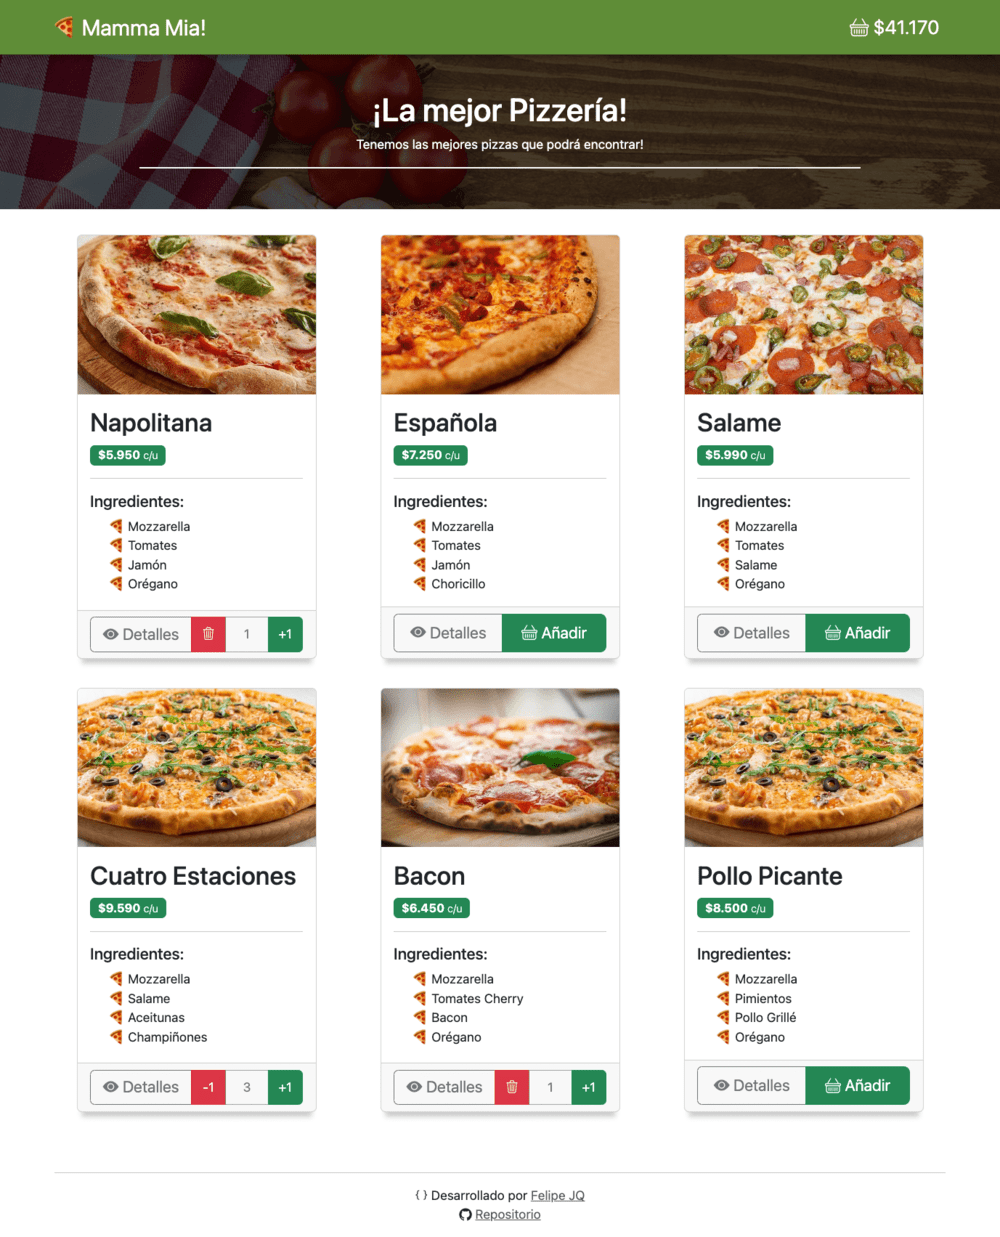 Mamma Mia!
$41.170
¡La mejor Pizzería!
Tenemos las mejores pizzas que podrá encontrar!
Napolitana
$5.950 c/u
Ingredientes:
Mozzarella
Tomates
Jamón
Orégano
Detalles 1 +1
Española
$7.250 c/u
Ingredientes:
Mozzarella
Tomates
Jamón
Choricillo
Detalles Añadir
Salame
$5.990 c/u
Ingredientes:
Mozzarella
Tomates
Salame
Orégano
Detalles Añadir
Cuatro Estaciones
$9.590 c/u
Ingredientes:
Mozzarella
Salame
Aceitunas
Champiñones
Detalles -1 3 +1
Bacon
$6.450 c/u
Ingredientes:
Mozzarella
Tomates Cherry
Bacon
Orégano
Detalles 1 +1
Pollo Picante
$8.500 c/u
Ingredientes:
Mozzarella
Pimientos
Pollo Grillé
Orégano
Detalles Añadir
{ } Desarrollado por Felipe JQ
Repositorio